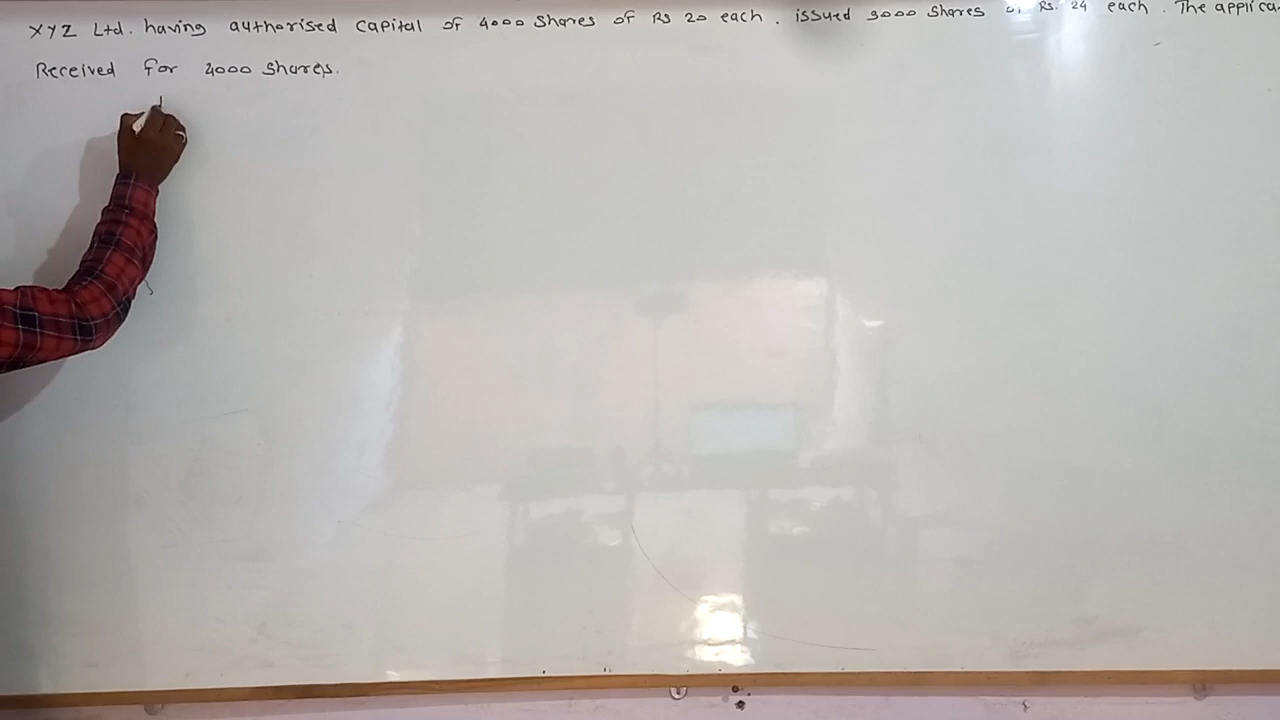 XYZ Ltd. having authorised capital of 4000 shares of Rs 20 each. issued 3000 shares of Rs. 24 each. The applica
Received for 4000 shares.